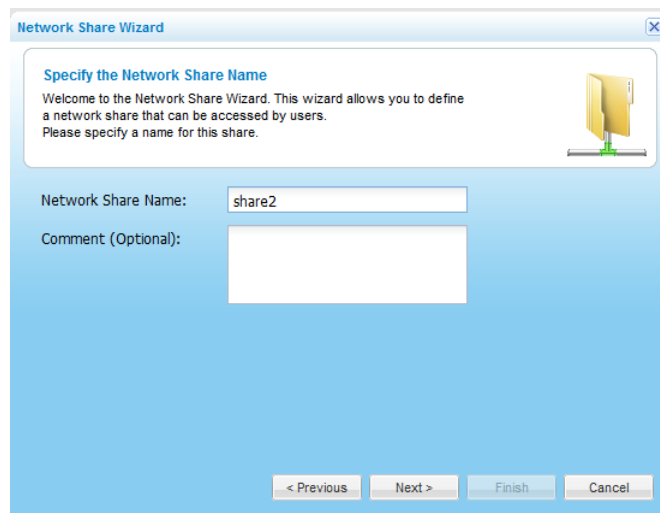 Network Share Wizard
Specify the Network Share Name
Welcome to the Network Share Wizard. This wizard allows you to define
a network share that can be accessed by users.
Please specify a name for this share.
Network Share Name: share2
Comment (Optional):
< Previous Next > Finish Cancel